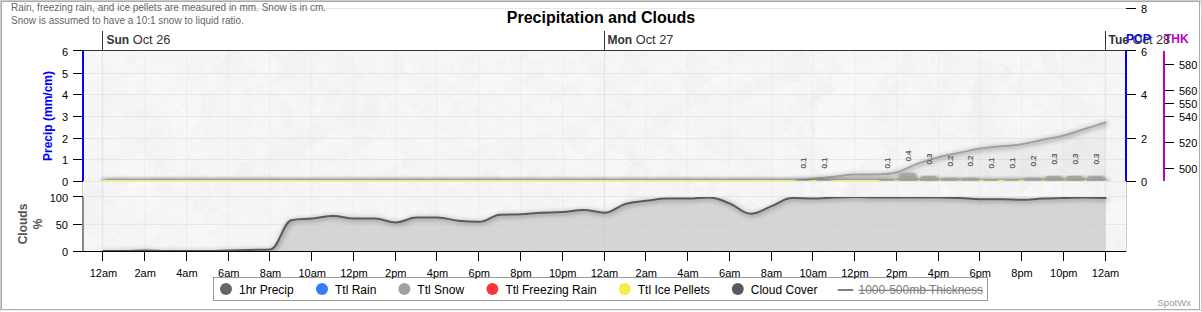 Rain, freezing rain, and ice pellets are measured in mm. Snow is in cm.
Snow is assumed to have a 10:1 snow to liquid ratio.
Precipitation and Clouds
8
Sun Oct 26
Mon Oct 27
Tue Oct 28
PCP
THK
6 6
5 580
4 4 560
550
3 540
2 2 520
1 500
0 0
Precip (mm/cm)
0.1 0.1 0.1 0.4 0.3 0.2 0.2 0.1 0.1 0.2 0.3 0.3 0.3
100
50
0
Clouds
%
12am 2am 4am 6am 8am 10am 12pm 2pm 4pm 6pm 8pm 10pm 12am 2am 4am 6am 8am 10am 12pm 2pm 4pm 6pm 8pm 10pm 12am
1hr Precip Ttl Rain Ttl Snow Ttl Freezing Rain Ttl Ice Pellets Cloud Cover 1000-500mb Thickness
SpotWx